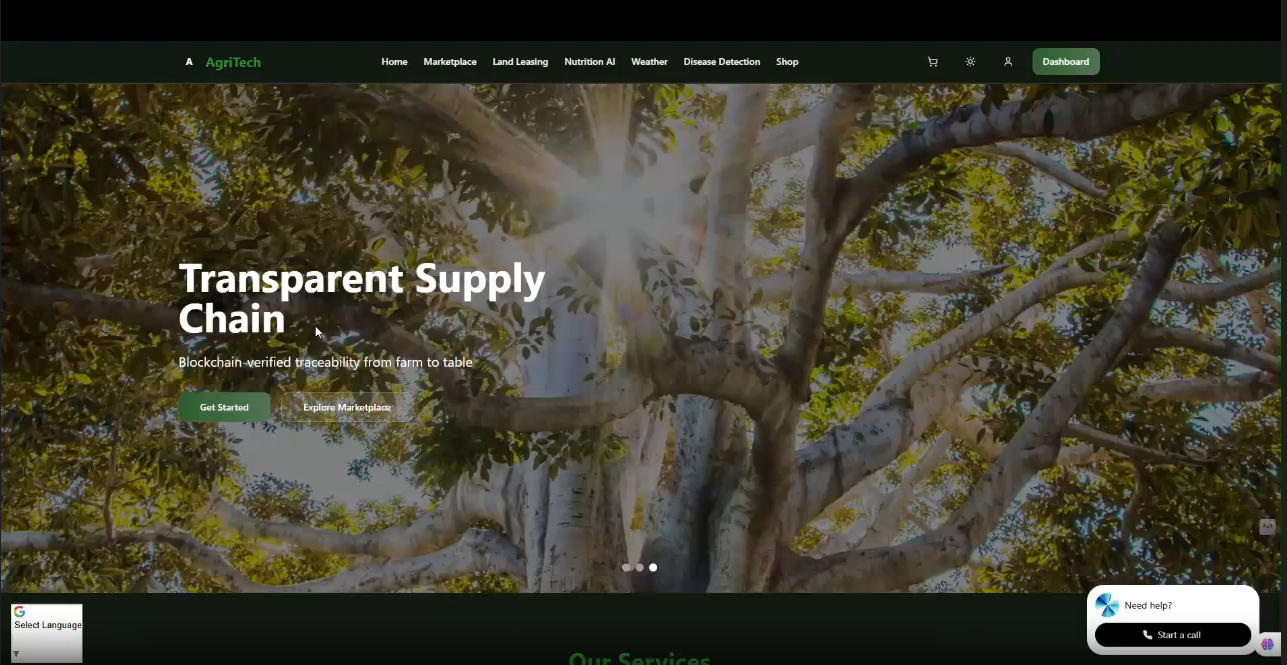 A AgriTech Home Marketplace Land Leasing Nutrition AI Weather Disease Detection Shop Dashboard
Transparent Supply
Chain
Blockchain-verified traceability from farm to table
Get Started Explore Marketplace
Select Language
▼
Need help?
Start a call
Our Services